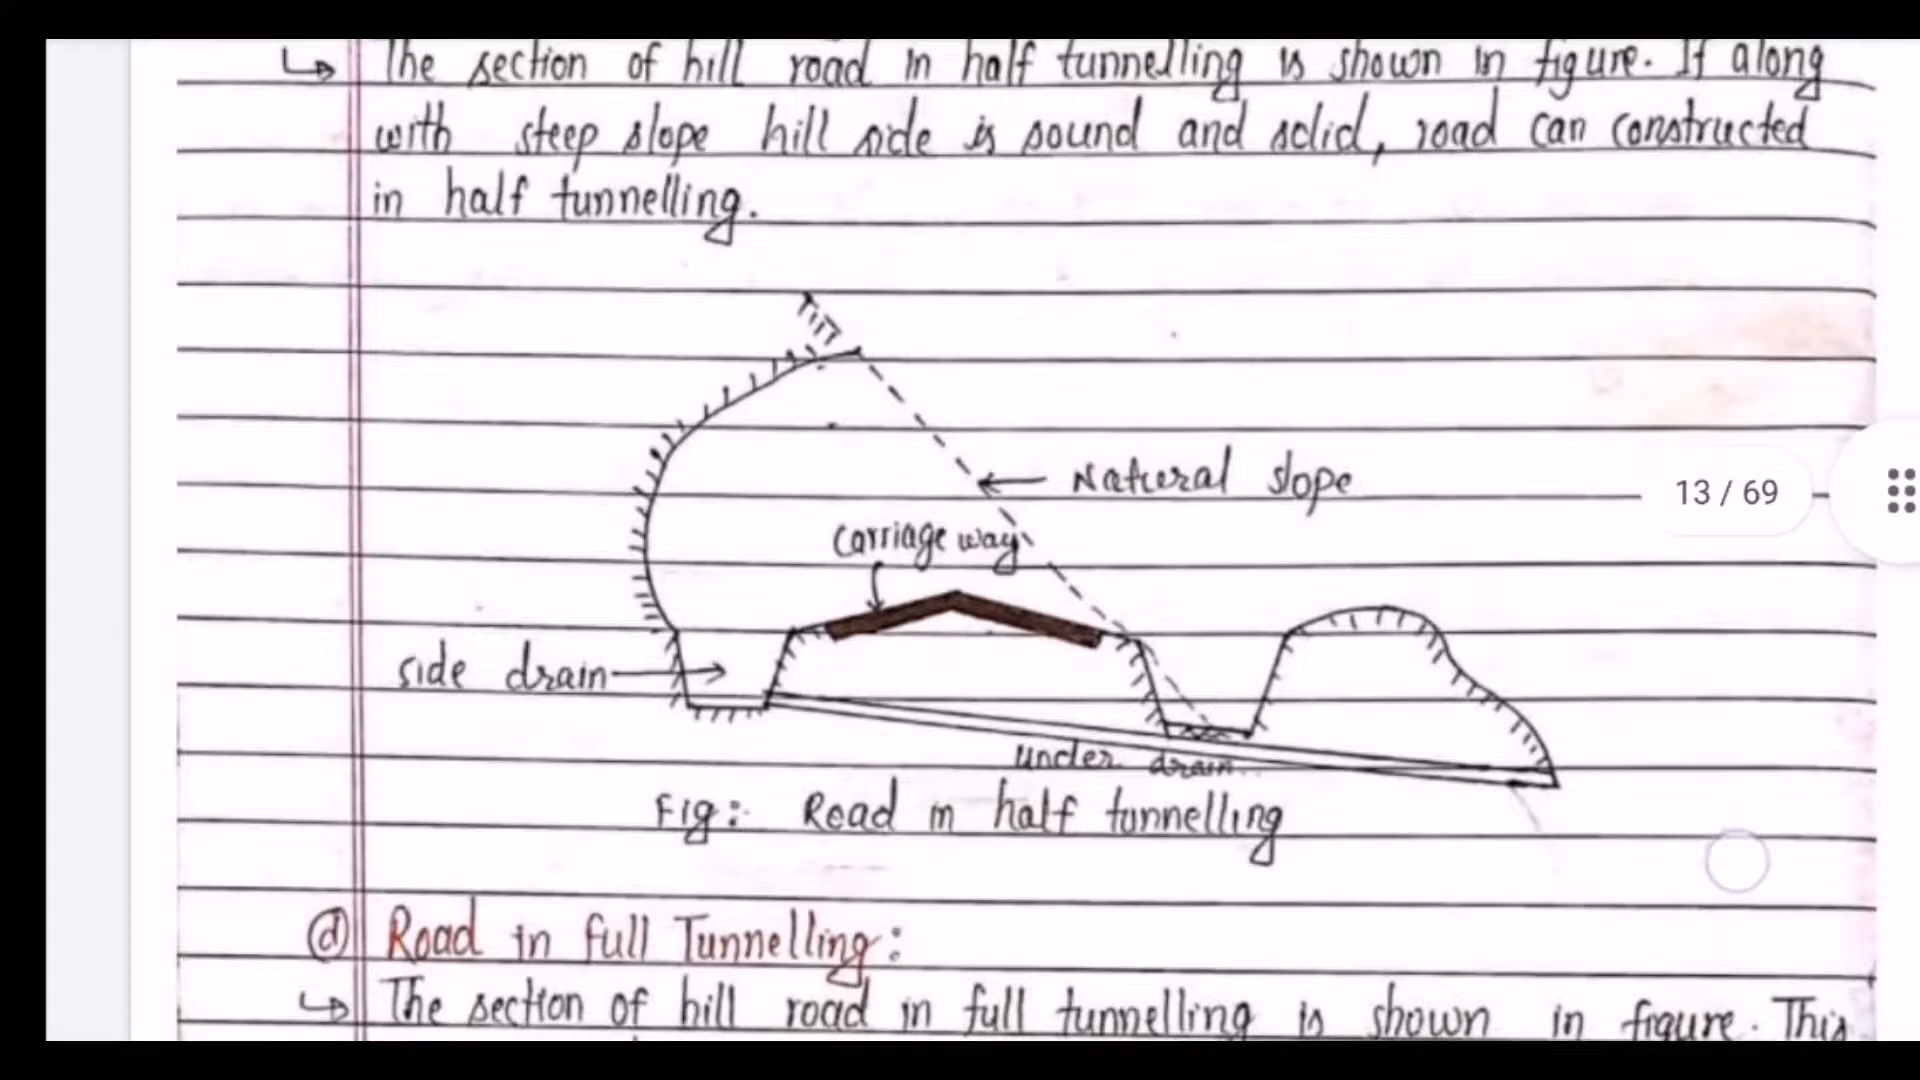 ↳ The section of hill road in half tunnelling is shown in figure. If along
with steep slope hill side is sound and solid, road can constructed
in half tunnelling.
Natural slope
13 / 69
carriage way
side drain
under drain
Fig: Road in half tunnelling
(d) Road in full Tunnelling:
↳ The section of hill road in full tunnelling is shown in figure. This